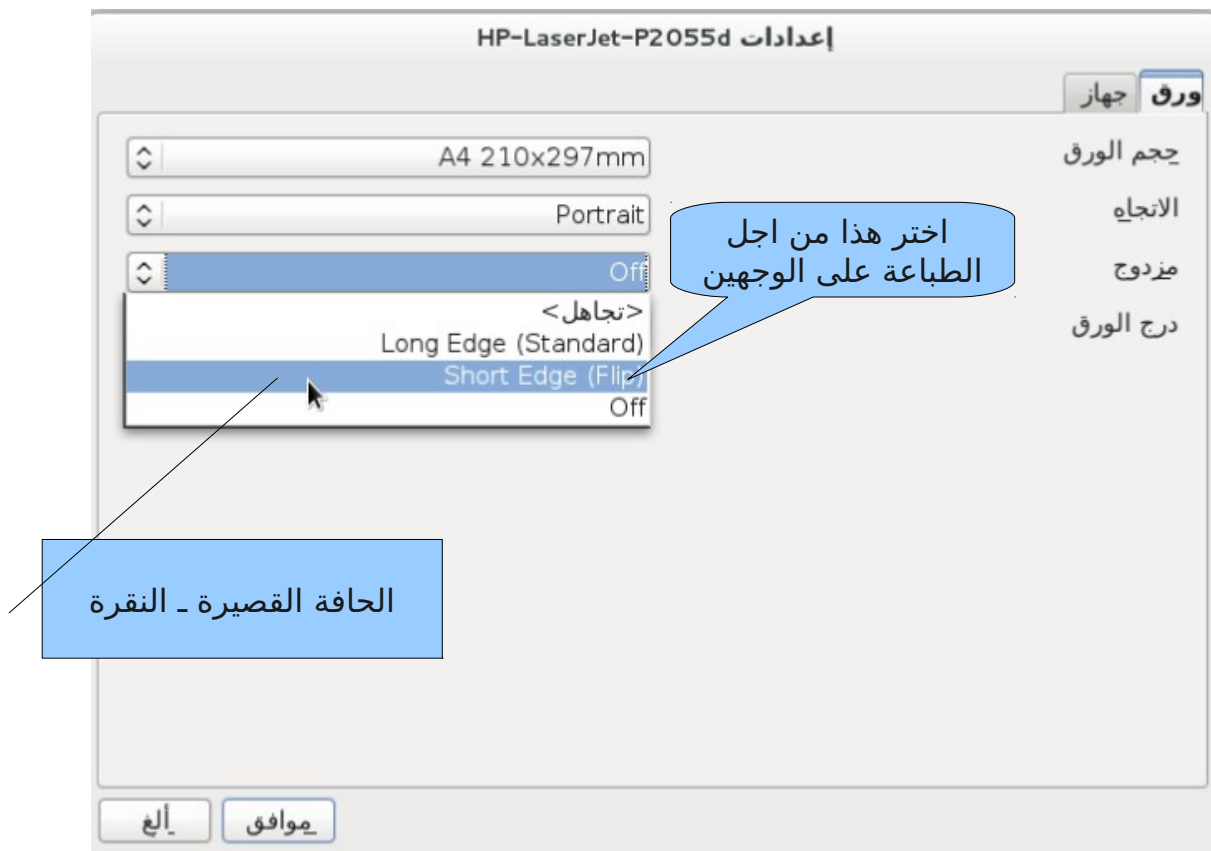 إعدادات HP-LaserJet-P2055d
ورق
جهاز
حجم الورق
A4 210x297mm
الاتجاه
Portrait
مزدوج
Off
درج الورق
<تجاهل>
Long Edge (Standard)
Short Edge (Flip)
Off
اختر هذا من اجل
الطباعة على الوجهين
الحافة القصيرة ـ النقرة
موافق
ألغ